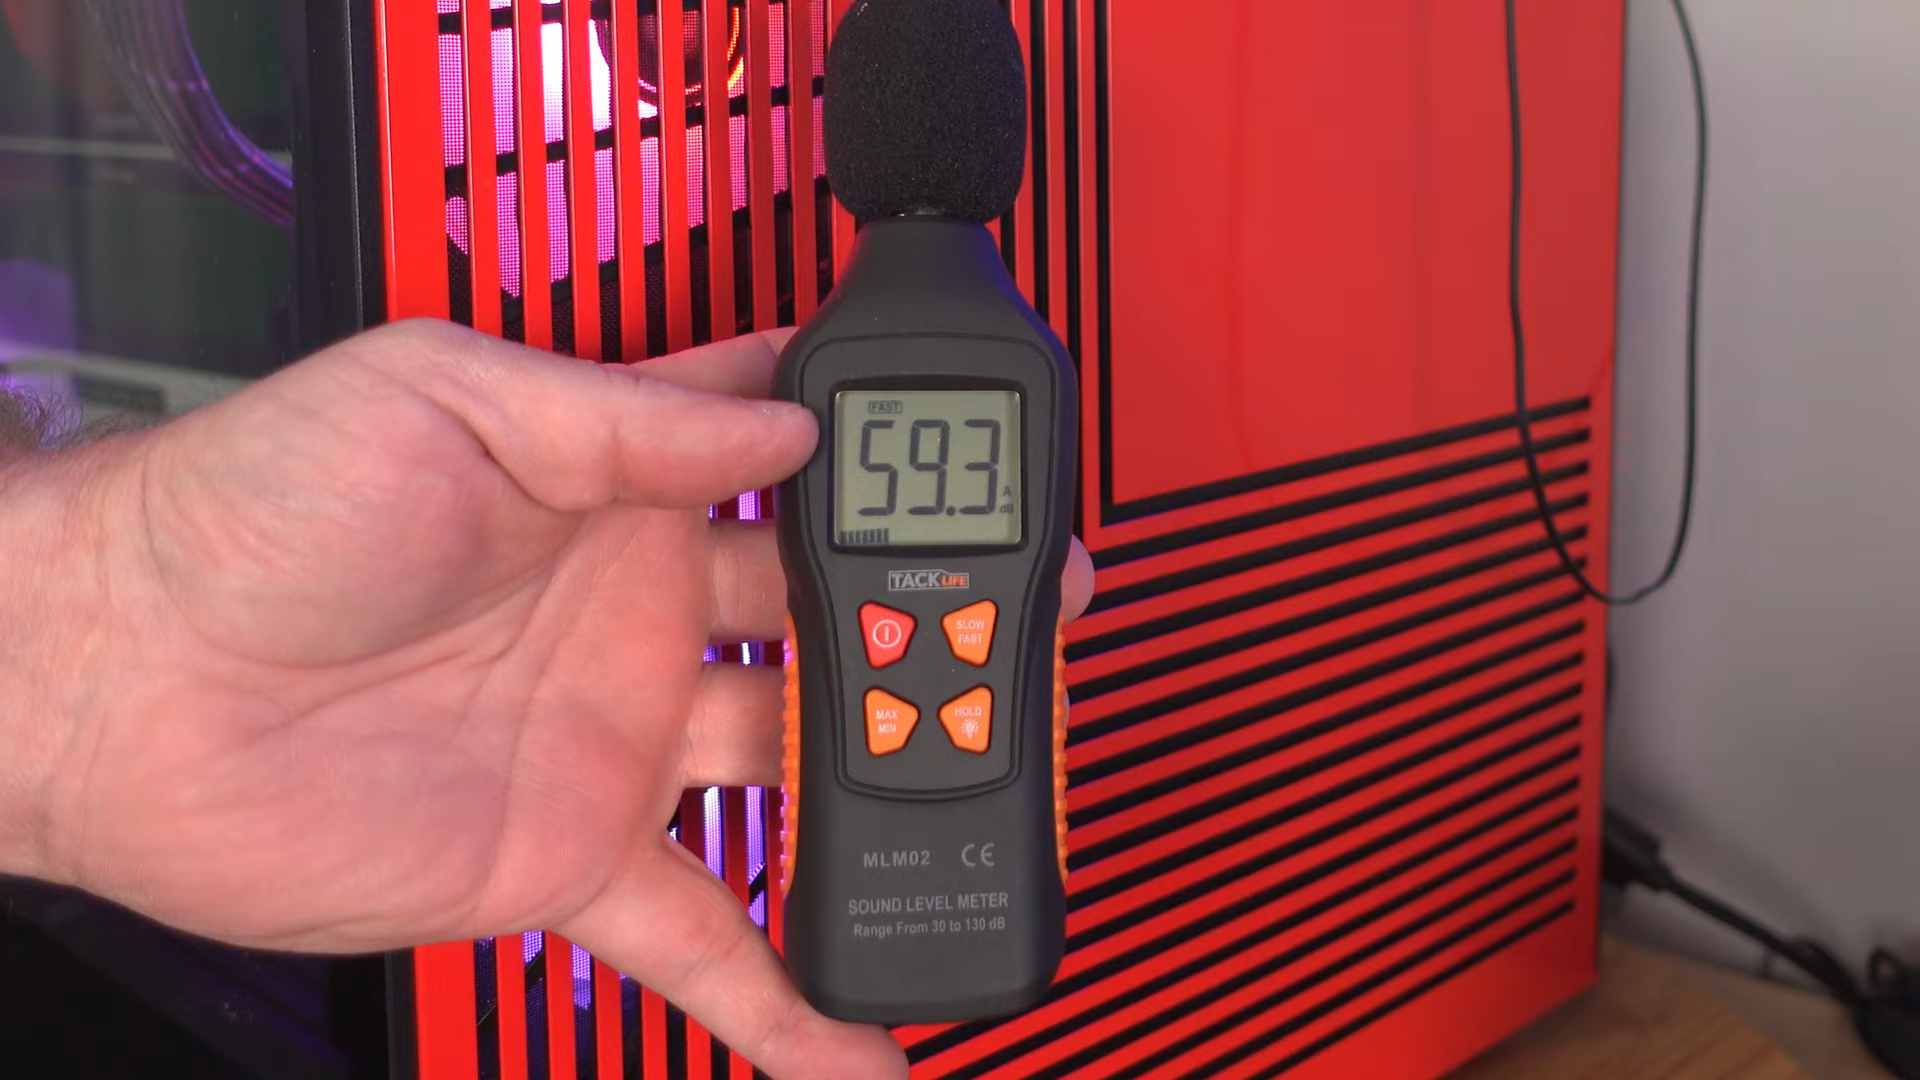 FAST
59.3
A
dB
TACKLIFE
SLOW
FAST
MAX
MIN
HOLD
MLM02 CE
SOUND LEVEL METER
Range From 30 to 130 dB